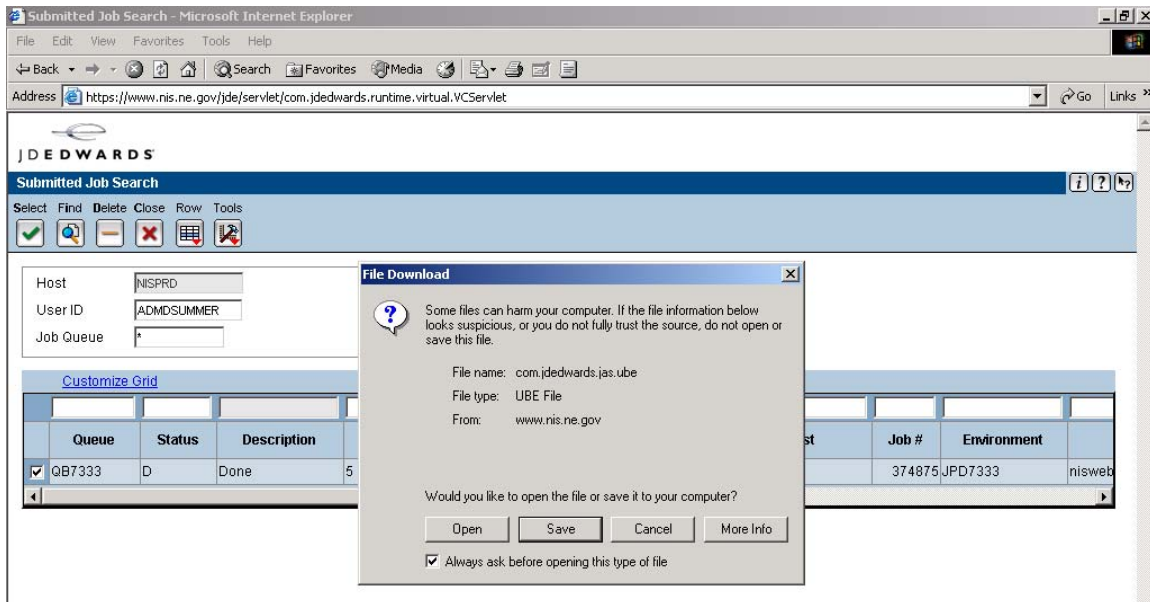 Submitted Job Search - Microsoft Internet Explorer
File Edit View Favorites Tools Help
Back Search Favorites Media
Address https://www.nis.ne.gov/jde/servlet/com.jdedwards.runtime.virtual.VCServlet Go Links »
JDEDWARDS
Submitted Job Search i ? ?
Select Find Delete Close Row Tools
Host NISPRD
User ID ADMDSUMMER
Job Queue *
Customize Grid
Queue Status Description st Job # Environment
QB7333 D Done 5 374875 JPD7333 nisweb
File Download
Some files can harm your computer. If the file information below
looks suspicious, or you do not fully trust the source, do not open or
save this file.
File name: com.jdedwards.jas.ube
File type: UBE File
From: www.nis.ne.gov
Would you like to open the file or save it to your computer?
Open Save Cancel More Info
Always ask before opening this type of file